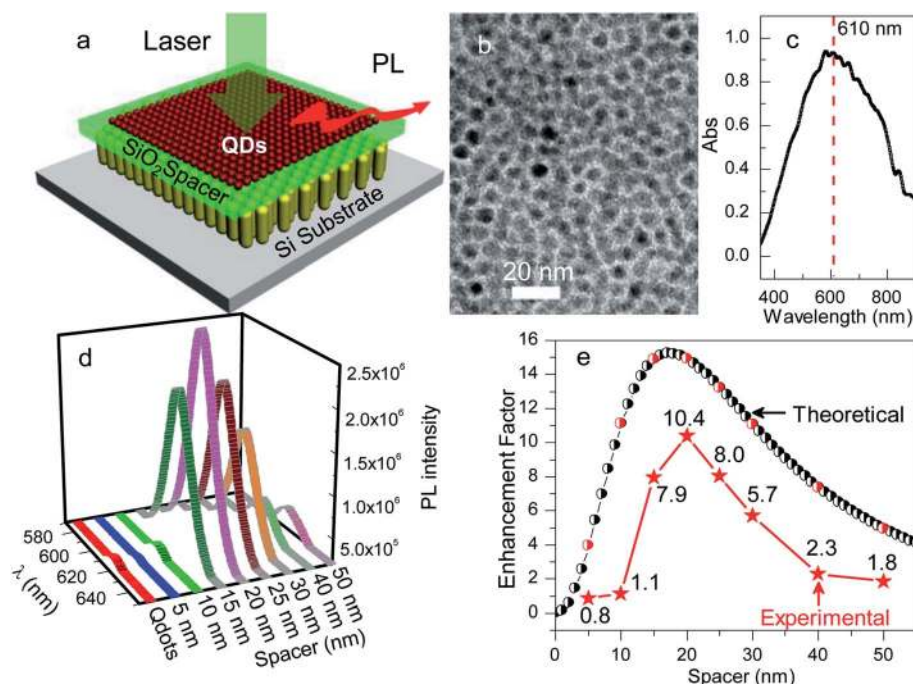 a
Laser
PL
QDs
SiO2 Spacer
Si Substrate
b
20 nm
c
610 nm
Abs
1.0
0.8
0.6
0.4
0.2
0.0
400 600 800
Wavelength (nm)
d
2.5x10^6
2.0x10^6
1.5x10^6
1.0x10^6
5.0x10^5
PL intensity
580
600
620
640
λ (nm)
Qdots
5 nm
10 nm
15 nm
20 nm
25 nm
30 nm
40 nm
50 nm
Spacer (nm)
e
Enhancement Factor
16
14
12
10
8
6
4
2
0
Theoretical
10.4
8.0
7.9
5.7
2.3
1.8
1.1
0.8
Experimental
0 10 20 30 40 50
Spacer (nm)